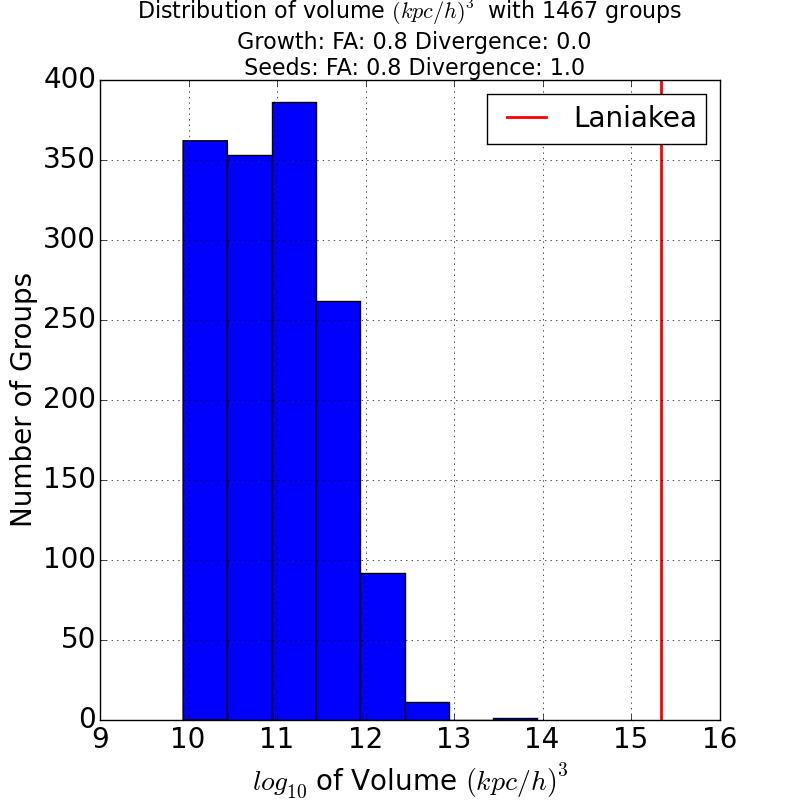 Distribution of volume (kpc/h)³ with 1467 groups
Growth: FA: 0.8 Divergence: 0.0
Seeds: FA: 0.8 Divergence: 1.0
Laniakea
Number of Groups
400
350
300
250
200
150
100
50
0
9 10 11 12 13 14 15 16
log₁₀ of Volume (kpc/h)³